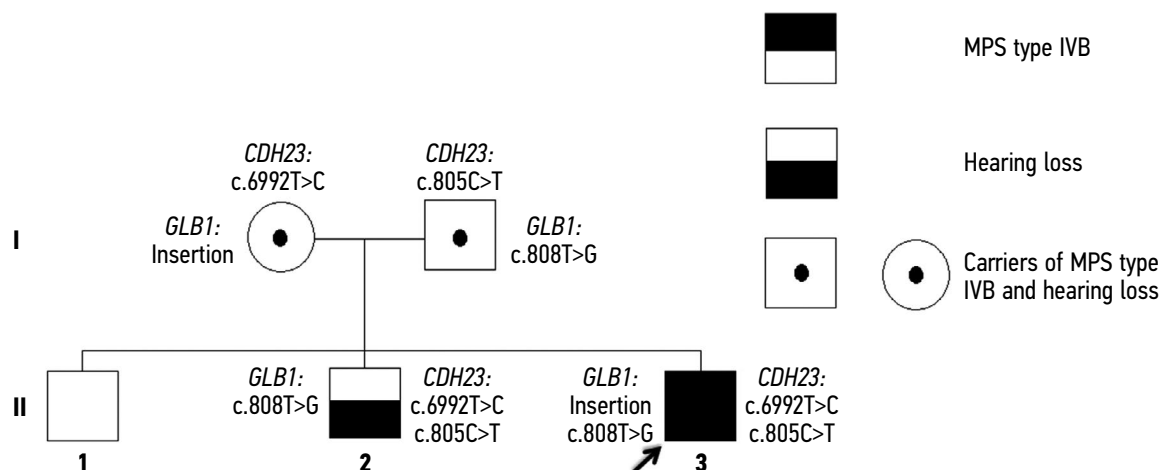 MPS type IVB
Hearing loss
Carriers of MPS type
IVB and hearing loss
I
CDH23:
c.6992T>C
GLB1:
Insertion
CDH23:
c.805C>T
GLB1:
c.808T>G
II
1
GLB1:
c.808T>G
CDH23:
c.6992T>C
c.805C>T
2
GLB1:
Insertion
c.808T>G
CDH23:
c.6992T>C
c.805C>T
3